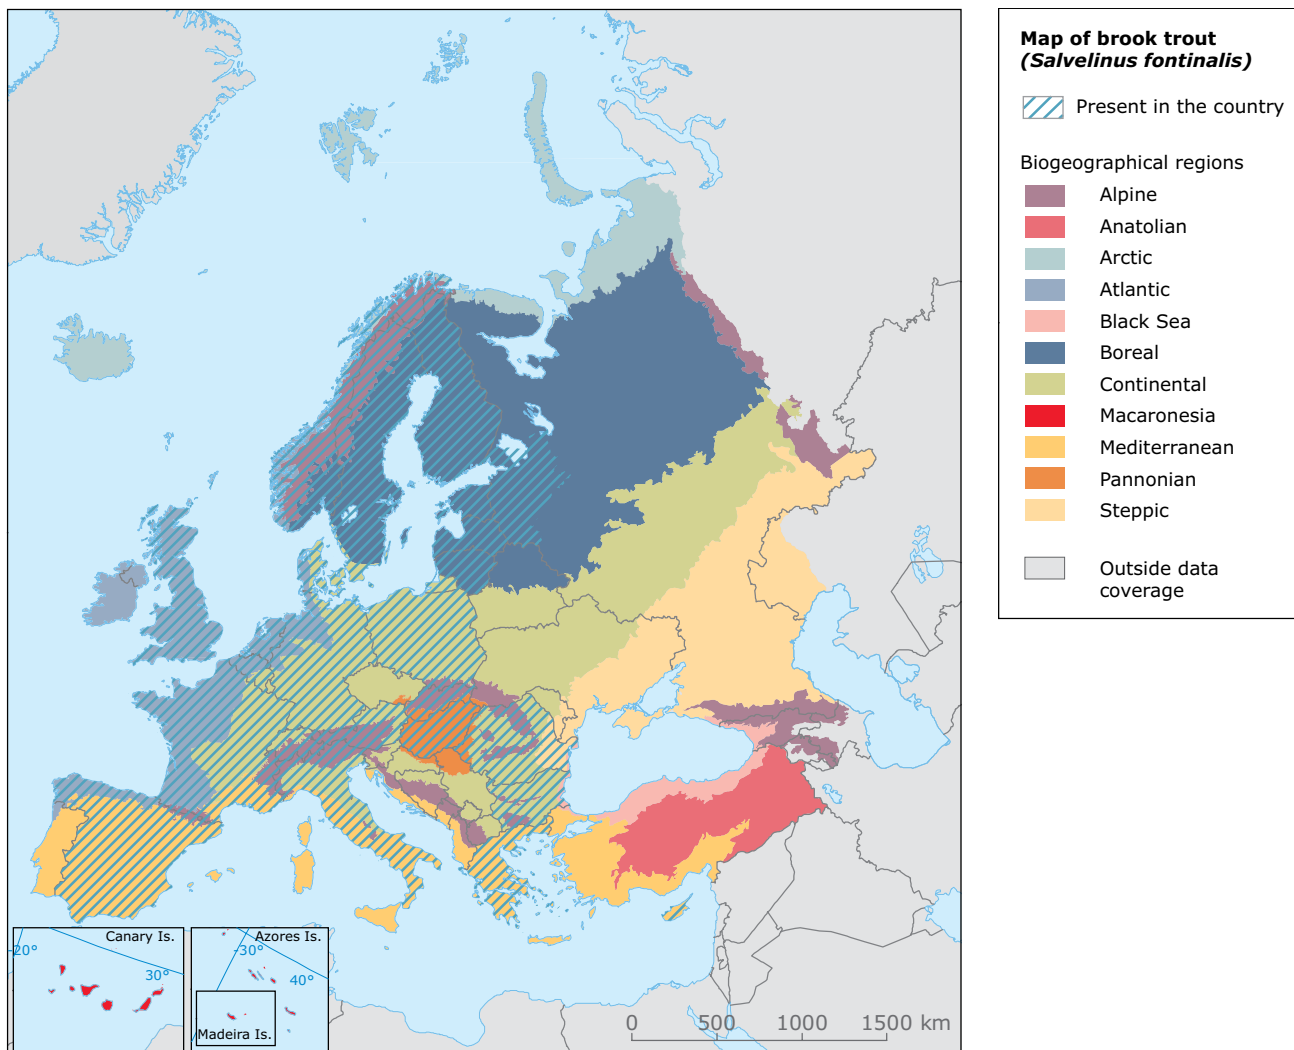 Map of brook trout
(Salvelinus fontinalis)
Present in the country
Biogeographical regions
Alpine
Anatolian
Arctic
Atlantic
Black Sea
Boreal
Continental
Macaronesia
Mediterranean
Pannonian
Steppic
Outside data
coverage
Canary Is.
-20°
30°
Azores Is.
-30°
40°
Madeira Is.
0 500 1000 1500 km